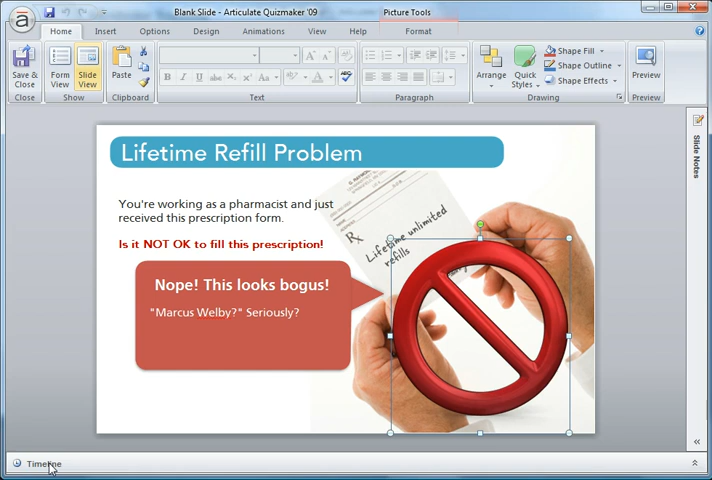 Blank Slide - Articulate Quizmaker '09
Picture Tools
Home
Insert
Options
Design
Animations
View
Help
Format
Save & Close
Form View
Slide View
Paste
Arrange
Quick Styles
Shape Fill
Shape Outline
Shape Effects
Preview
Close
Show
Clipboard
Text
Paragraph
Drawing
Preview
Slide Notes
Lifetime Refill Problem
You're working as a pharmacist and just
received this prescription form.
Is it NOT OK to fill this prescription!
Nope! This looks bogus!
"Marcus Welby?" Seriously?
Rx
Lifetime unlimited
refills
Timeline